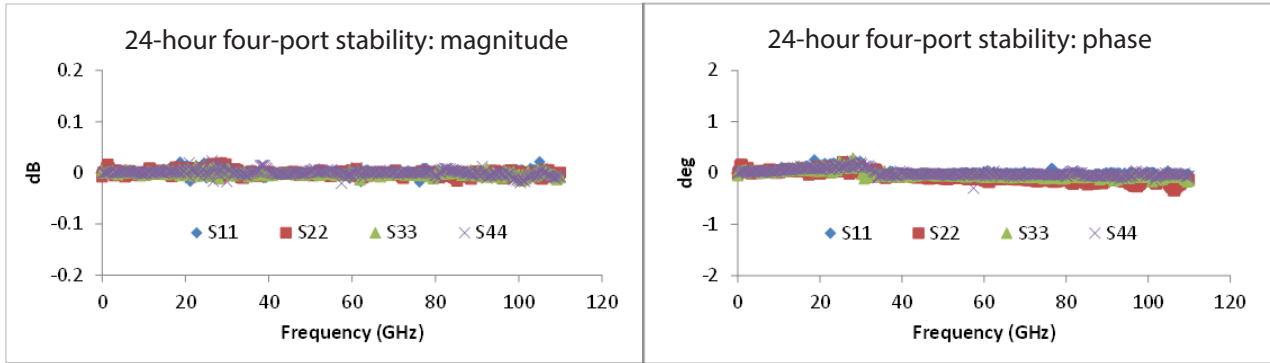 24-hour four-port stability: magnitude
0.2
0.1
0
-0.1
-0.2
dB
S11 S22 S33 S44
0 20 40 60 80 100 120
Frequency (GHz)
24-hour four-port stability: phase
2
1
0
-1
-2
deg
S11 S22 S33 S44
0 20 40 60 80 100 120
Frequency (GHz)